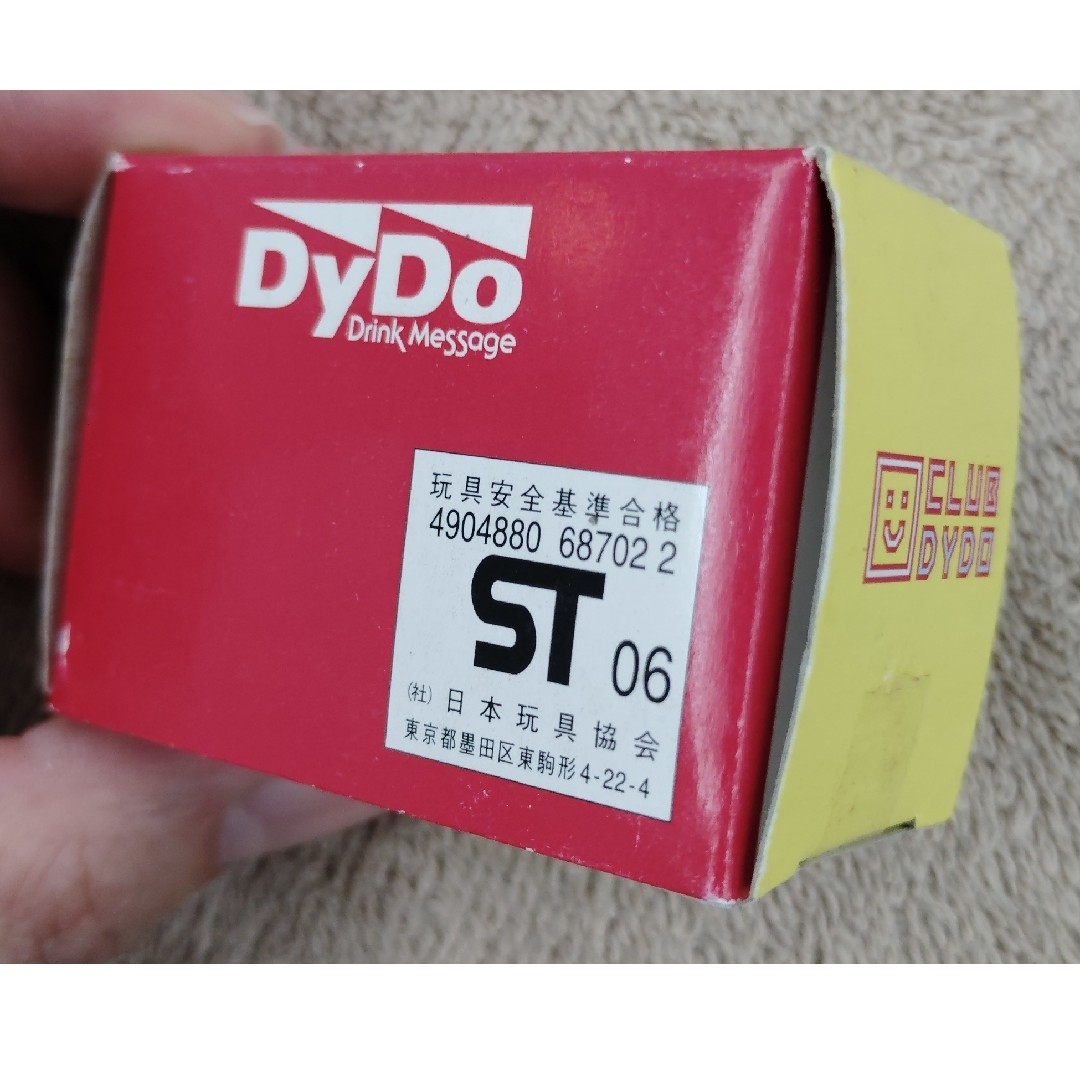 DyDo
Drink Message
玩具安全基準合格
4904880 68702 2
ST 06
(社)日本玩具協会
東京都墨田区東駒形4-22-4
CLUB
DYDO